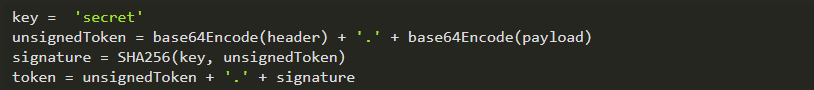 key =  'secret'
unsignedToken = base64Encode(header) + '.' + base64Encode(payload)
signature = SHA256(key, unsignedToken)
token = unsignedToken + '.' + signature